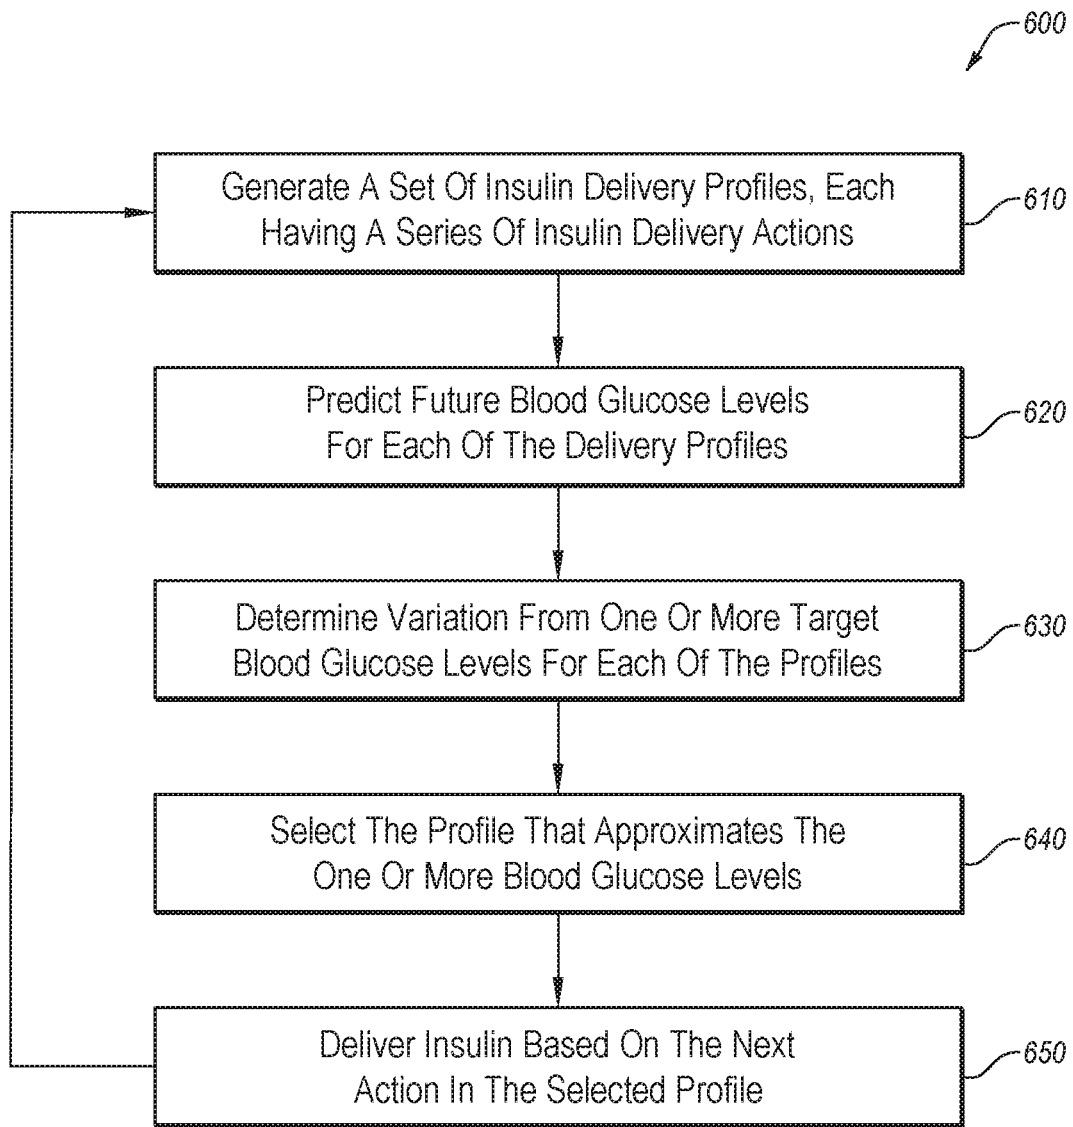 600
Generate A Set Of Insulin Delivery Profiles, Each
Having A Series Of Insulin Delivery Actions
610
Predict Future Blood Glucose Levels
For Each Of The Delivery Profiles
620
Determine Variation From One Or More Target
Blood Glucose Levels For Each Of The Profiles
630
Select The Profile That Approximates The
One Or More Blood Glucose Levels
640
Deliver Insulin Based On The Next
Action In The Selected Profile
650